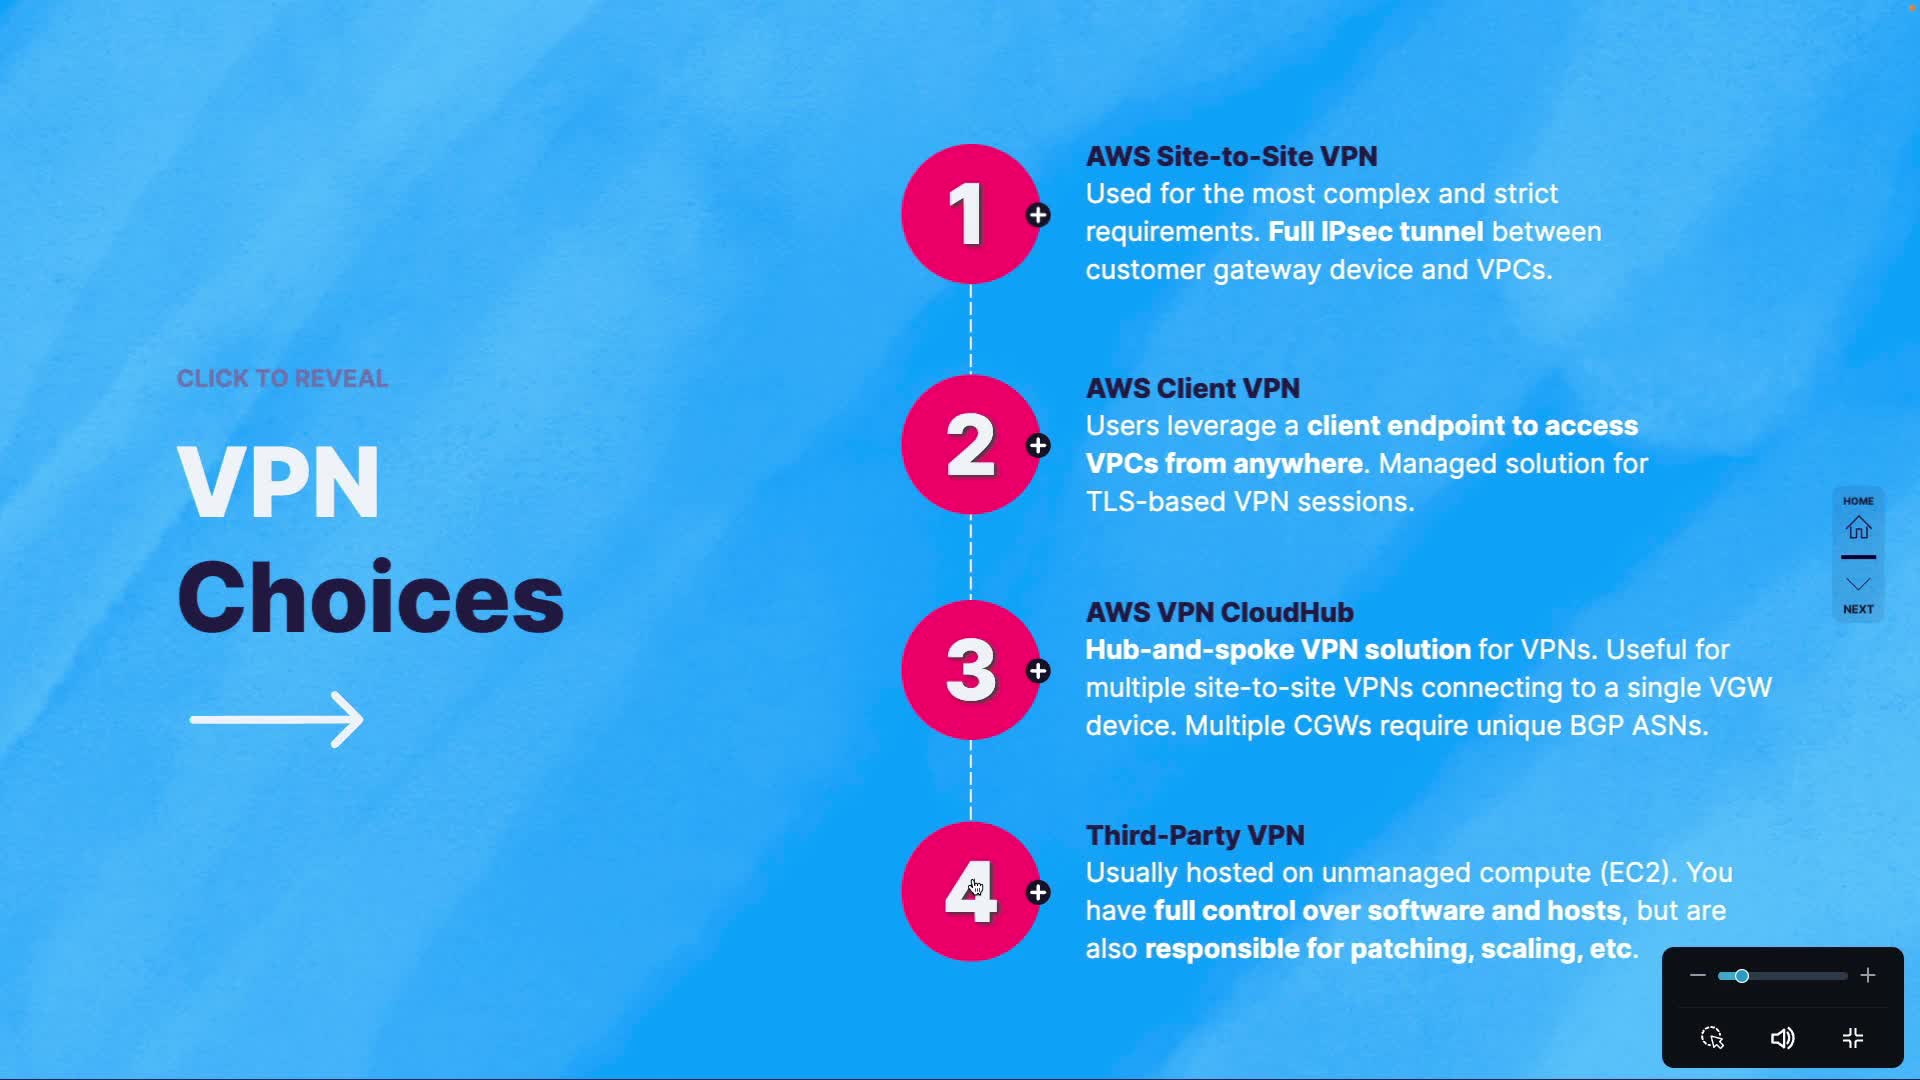 CLICK TO REVEAL
VPN
Choices
1
AWS Site-to-Site VPN
Used for the most complex and strict
requirements. Full IPsec tunnel between
customer gateway device and VPCs.
2
AWS Client VPN
Users leverage a client endpoint to access
VPCs from anywhere. Managed solution for
TLS-based VPN sessions.
3
AWS VPN CloudHub
Hub-and-spoke VPN solution for VPNs. Useful for
multiple site-to-site VPNs connecting to a single VGW
device. Multiple CGWs require unique BGP ASNs.
4
Third-Party VPN
Usually hosted on unmanaged compute (EC2). You
have full control over software and hosts, but are
also responsible for patching, scaling, etc.
HOME
NEXT